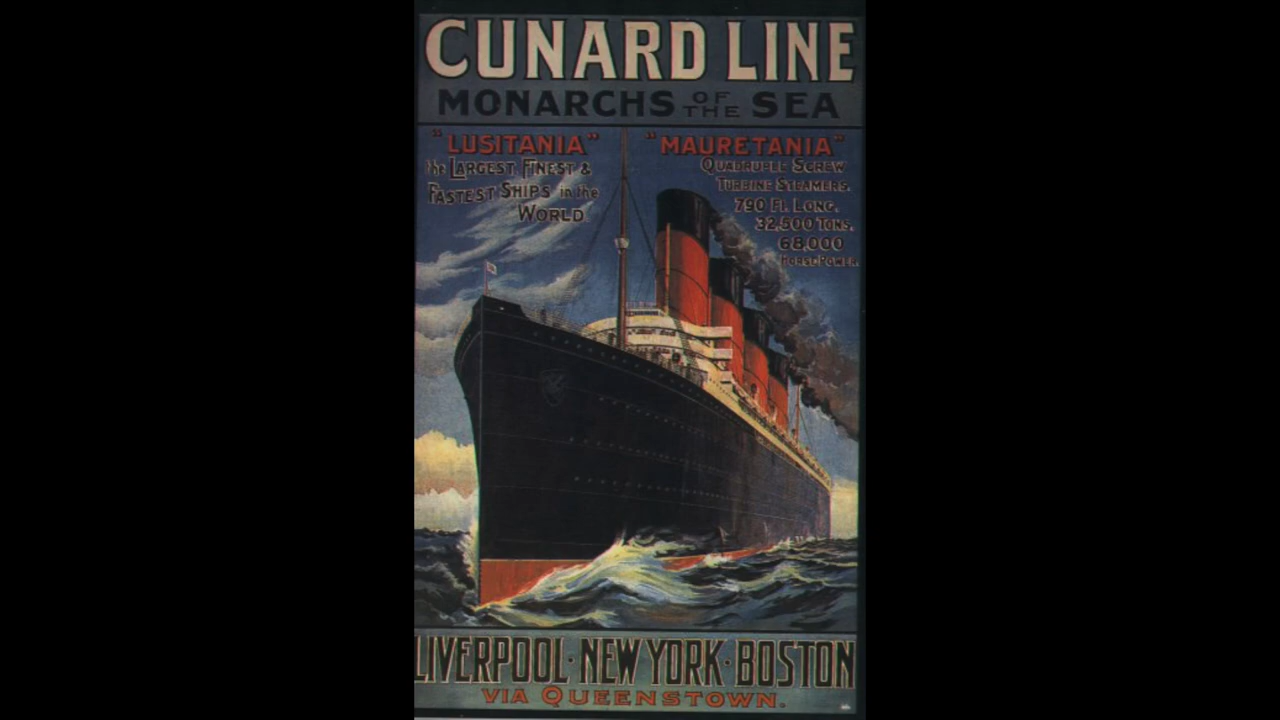 CUNARD LINE
MONARCHS OF THE SEA
"LUSITANIA"
the LARGEST, FINEST &
FASTEST SHIPS in the
WORLD
"MAURETANIA"
QUADRUBLE SCREW
TURBINE STEAMERS.
790 Ft. LONG.
32,500 TONS.
68,000
HORSEPOWER.
LIVERPOOL · NEW YORK · BOSTON
VIA QUEENSTOWN.